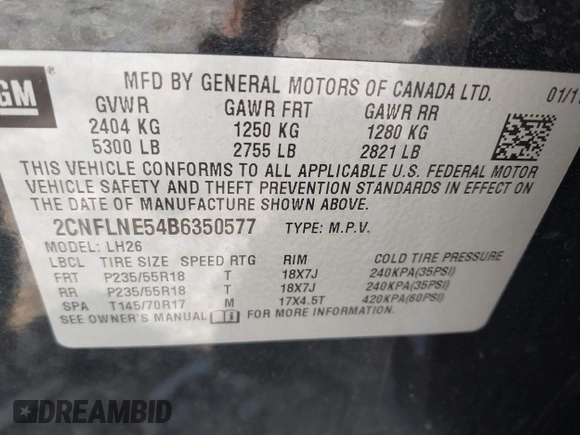 GM ®
MFD BY GENERAL MOTORS OF CANADA LTD. 01/1
GVWR GAWR FRT GAWR RR
2404 KG 1250 KG 1280 KG
5300 LB 2755 LB 2821 LB
THIS VEHICLE CONFORMS TO ALL APPLICABLE U.S. FEDERAL MOTOR
VEHICLE SAFETY AND THEFT PREVENTION STANDARDS IN EFFECT ON
THE DATE OF MANUFACTURE SHOWN ABOVE.
2CNFLNE54B6350577 TYPE: M.P.V.
MODEL: LH26
LBCL TIRE SIZE SPEED RTG RIM COLD TIRE PRESSURE
FRT P235/55R18 T 18X7J 240KPA(35PSI)
RR P235/55R18 T 18X7J 240KPA(35PSI)
SPA T145/70R17 M 17X4.5T 420KPA(60PSI)
SEE OWNER'S MANUAL FOR MORE INFORMATION.
DREAMBID